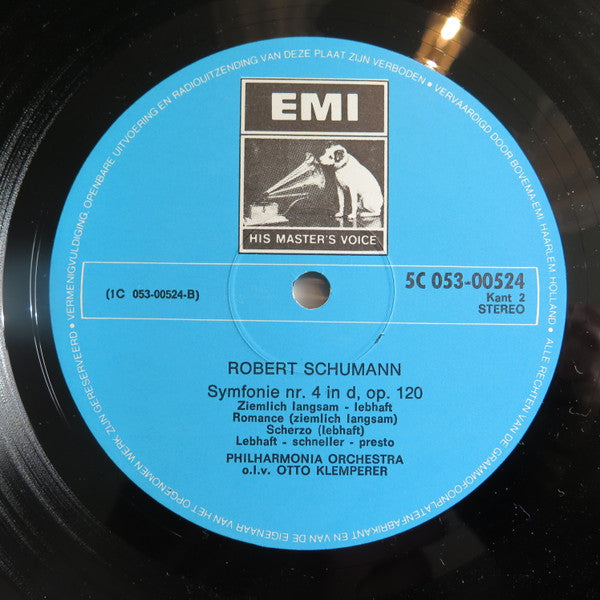 EMI
HIS MASTER'S VOICE
5C 053-00524
Kant 2
STEREO
(1C 053-00524-B)
ROBERT SCHUMANN
Symfonie nr. 4 in d, op. 120
Ziemlich langsam - lebhaft
Romance (ziemlich langsam)
Scherzo (lebhaft)
Lebhaft - schneller - presto
PHILHARMONIA ORCHESTRA
o.l.v. OTTO KLEMPERER
• VERVAARDIGD DOOR BOVEMA-EMI HAARLEM HOLLAND • ALLE RECHTEN VAN DE GRAMMOFOONPLATENFABRIKANT EN VAN DE EIGENAAR VAN HET OPGENOMEN WERK ZIJN GERESERVEERD • VERMENIGVULDIGING, OPENBARE UITVOERING EN RADIOUITZENDING VAN DEZE PLAAT ZIJN VERBODEN